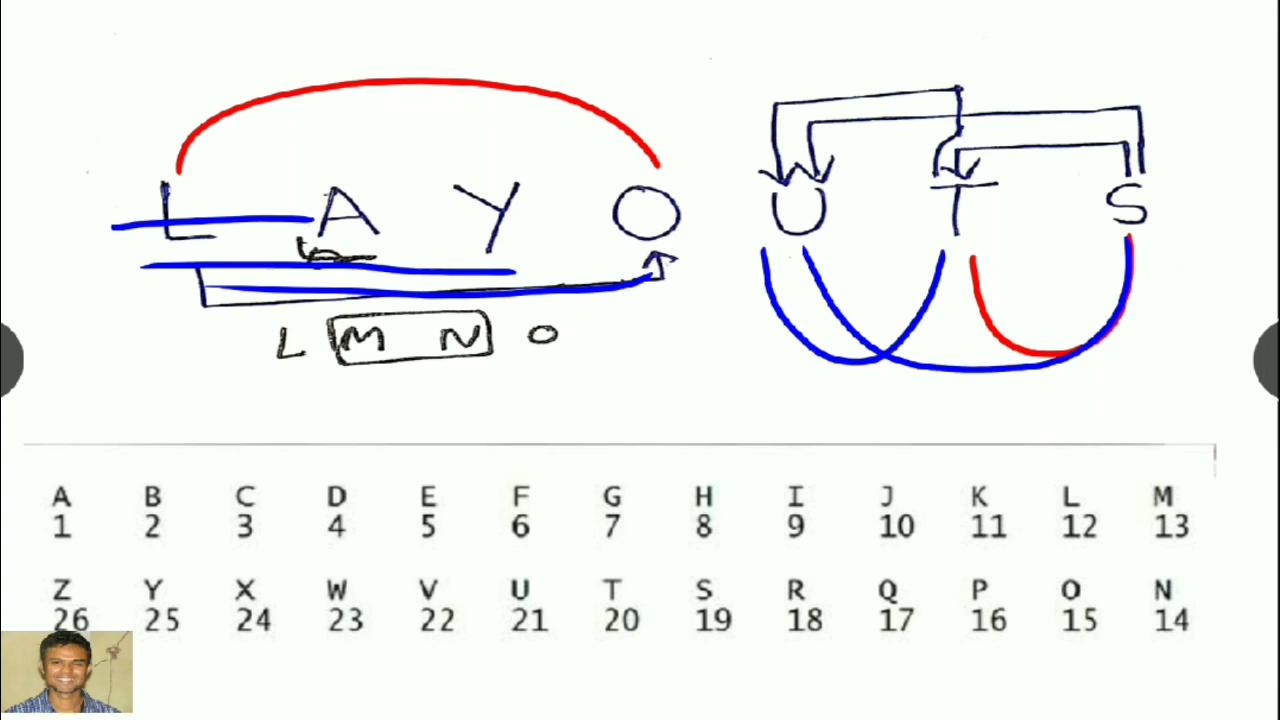 L A Y O U T S
L M N O
A B C D E F G H I J K L M
1 2 3 4 5 6 7 8 9 10 11 12 13
Z Y X W V U T S R Q P O N
26 25 24 23 22 21 20 19 18 17 16 15 14